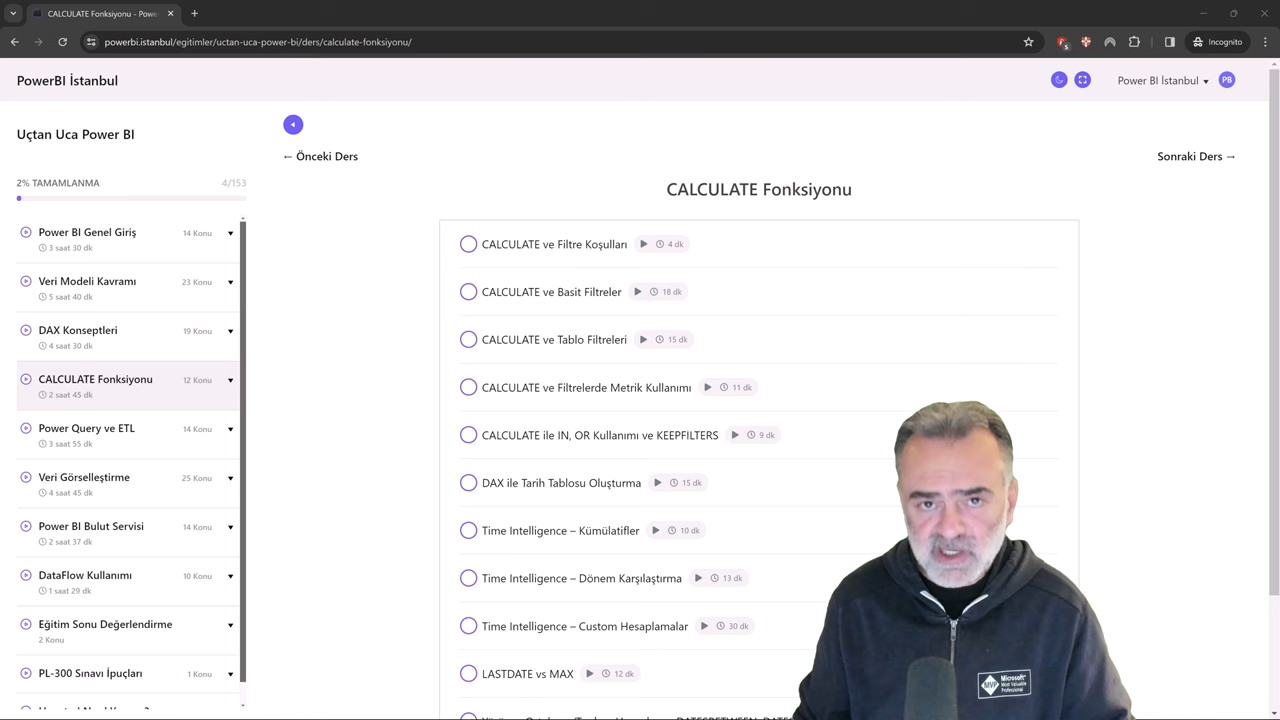 CALCULATE Fonksiyonu – Powe
powerbi.istanbul/egitimler/uctan-uca-power-bi/ders/calculate-fonksiyonu/
Incognito
PowerBI İstanbul
Power BI İstanbul
PB
Uçtan Uca Power BI
2% TAMAMLANMA 4/153
Power BI Genel Giriş 14 Konu
3 saat 30 dk
Veri Modeli Kavramı 23 Konu
5 saat 40 dk
DAX Konseptleri 19 Konu
4 saat 30 dk
CALCULATE Fonksiyonu 12 Konu
2 saat 45 dk
Power Query ve ETL 14 Konu
3 saat 55 dk
Veri Görselleştirme 25 Konu
4 saat 45 dk
Power BI Bulut Servisi 14 Konu
2 saat 37 dk
DataFlow Kullanımı 10 Konu
1 saat 29 dk
Eğitim Sonu Değerlendirme
2 Konu
PL-300 Sınavı İpuçları 1 Konu
← Önceki Ders
Sonraki Ders →
CALCULATE Fonksiyonu
CALCULATE ve Filtre Koşulları 4 dk
CALCULATE ve Basit Filtreler 18 dk
CALCULATE ve Tablo Filtreleri 15 dk
CALCULATE ve Filtrelerde Metrik Kullanımı 11 dk
CALCULATE ile IN, OR Kullanımı ve KEEPFILTERS 9 dk
DAX ile Tarih Tablosu Oluşturma 15 dk
Time Intelligence – Kümülatifler 10 dk
Time Intelligence – Dönem Karşılaştırma 13 dk
Time Intelligence – Custom Hesaplamalar 30 dk
LASTDATE vs MAX 12 dk
MVP
Microsoft
Most Valuable
Professional